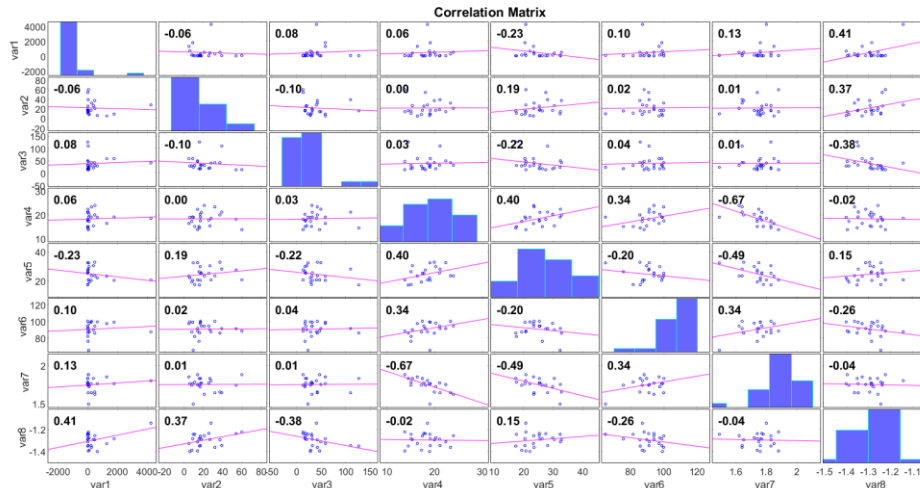 Correlation Matrix
4000 2000 0 -2000 var1 -0.06 0.08 0.06 -0.23 0.10 0.13 0.41
80 60 40 20 0 -20 var2 -0.06 -0.10 0.00 0.19 0.02 0.01 0.37
150 100 50 0 -50 var3 0.08 -0.10 0.03 -0.22 0.04 0.01 -0.38
30 20 10 var4 0.06 0.00 0.03 0.40 0.34 -0.67 -0.02
40 20 var5 -0.23 0.19 -0.22 0.40 -0.20 -0.49 0.15
120 100 80 var6 0.10 0.02 0.04 0.34 -0.20 0.34 -0.26
2 1.5 var7 0.13 0.01 0.01 -0.67 -0.49 0.34 -0.04
-1.2 -1.4 var8 0.41 0.37 -0.38 -0.02 0.15 -0.26 -0.04
-2000 0 2000 4000 -20 0 20 40 60 80 -50 0 50 100 150 10 20 30 10 20 30 40 80 100 120 1.6 1.8 2 -1.5 -1.4 -1.3 -1.2 -1.1
var1 var2 var3 var4 var5 var6 var7 var8